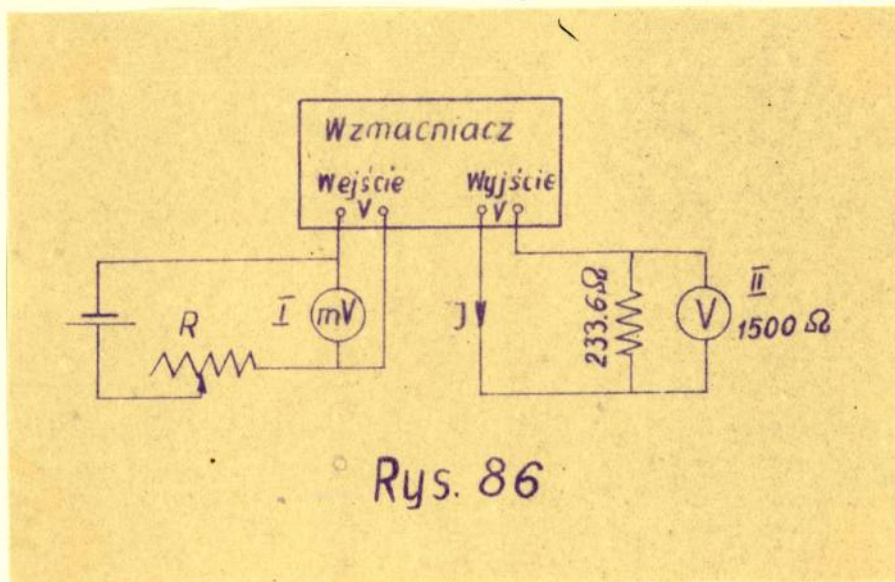 Wzmacniacz
Wejście Wyjście
V V
R I mV J 233.6Ω V II
1500 Ω
Rys. 86